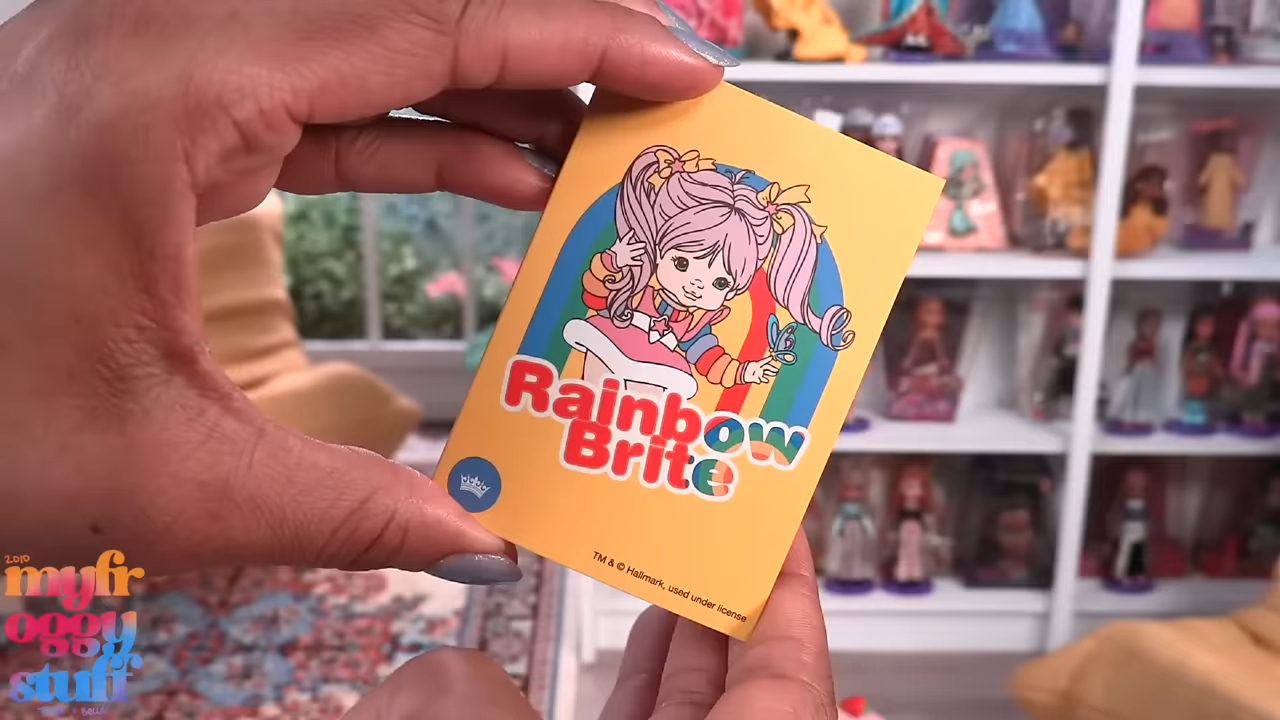 Rainbow
Brite
TM & © Hallmark, used under license
2010
myfr
oggy
stuff